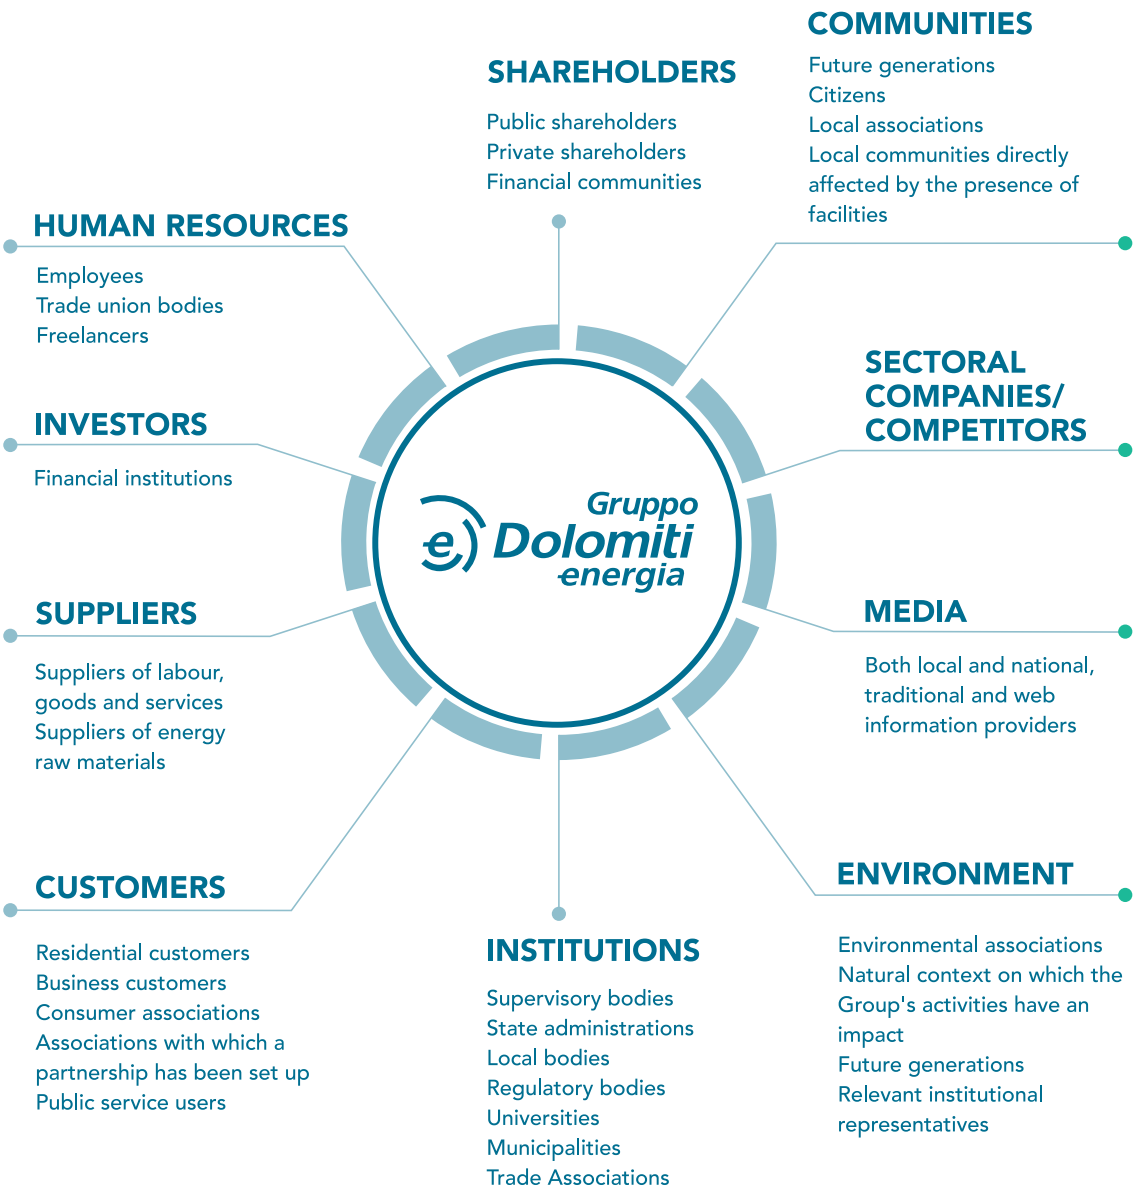 COMMUNITIES
Future generations
Citizens
Local associations
Local communities directly
affected by the presence of
facilities
SHAREHOLDERS
Public shareholders
Private shareholders
Financial communities
HUMAN RESOURCES
Employees
Trade union bodies
Freelancers
SECTORAL
COMPANIES/
COMPETITORS
INVESTORS
Financial institutions
Gruppo
e Dolomiti
energia
SUPPLIERS
Suppliers of labour,
goods and services
Suppliers of energy
raw materials
MEDIA
Both local and national,
traditional and web
information providers
CUSTOMERS
Residential customers
Business customers
Consumer associations
Associations with which a
partnership has been set up
Public service users
INSTITUTIONS
Supervisory bodies
State administrations
Local bodies
Regulatory bodies
Universities
Municipalities
Trade Associations
ENVIRONMENT
Environmental associations
Natural context on which the
Group's activities have an
impact
Future generations
Relevant institutional
representatives